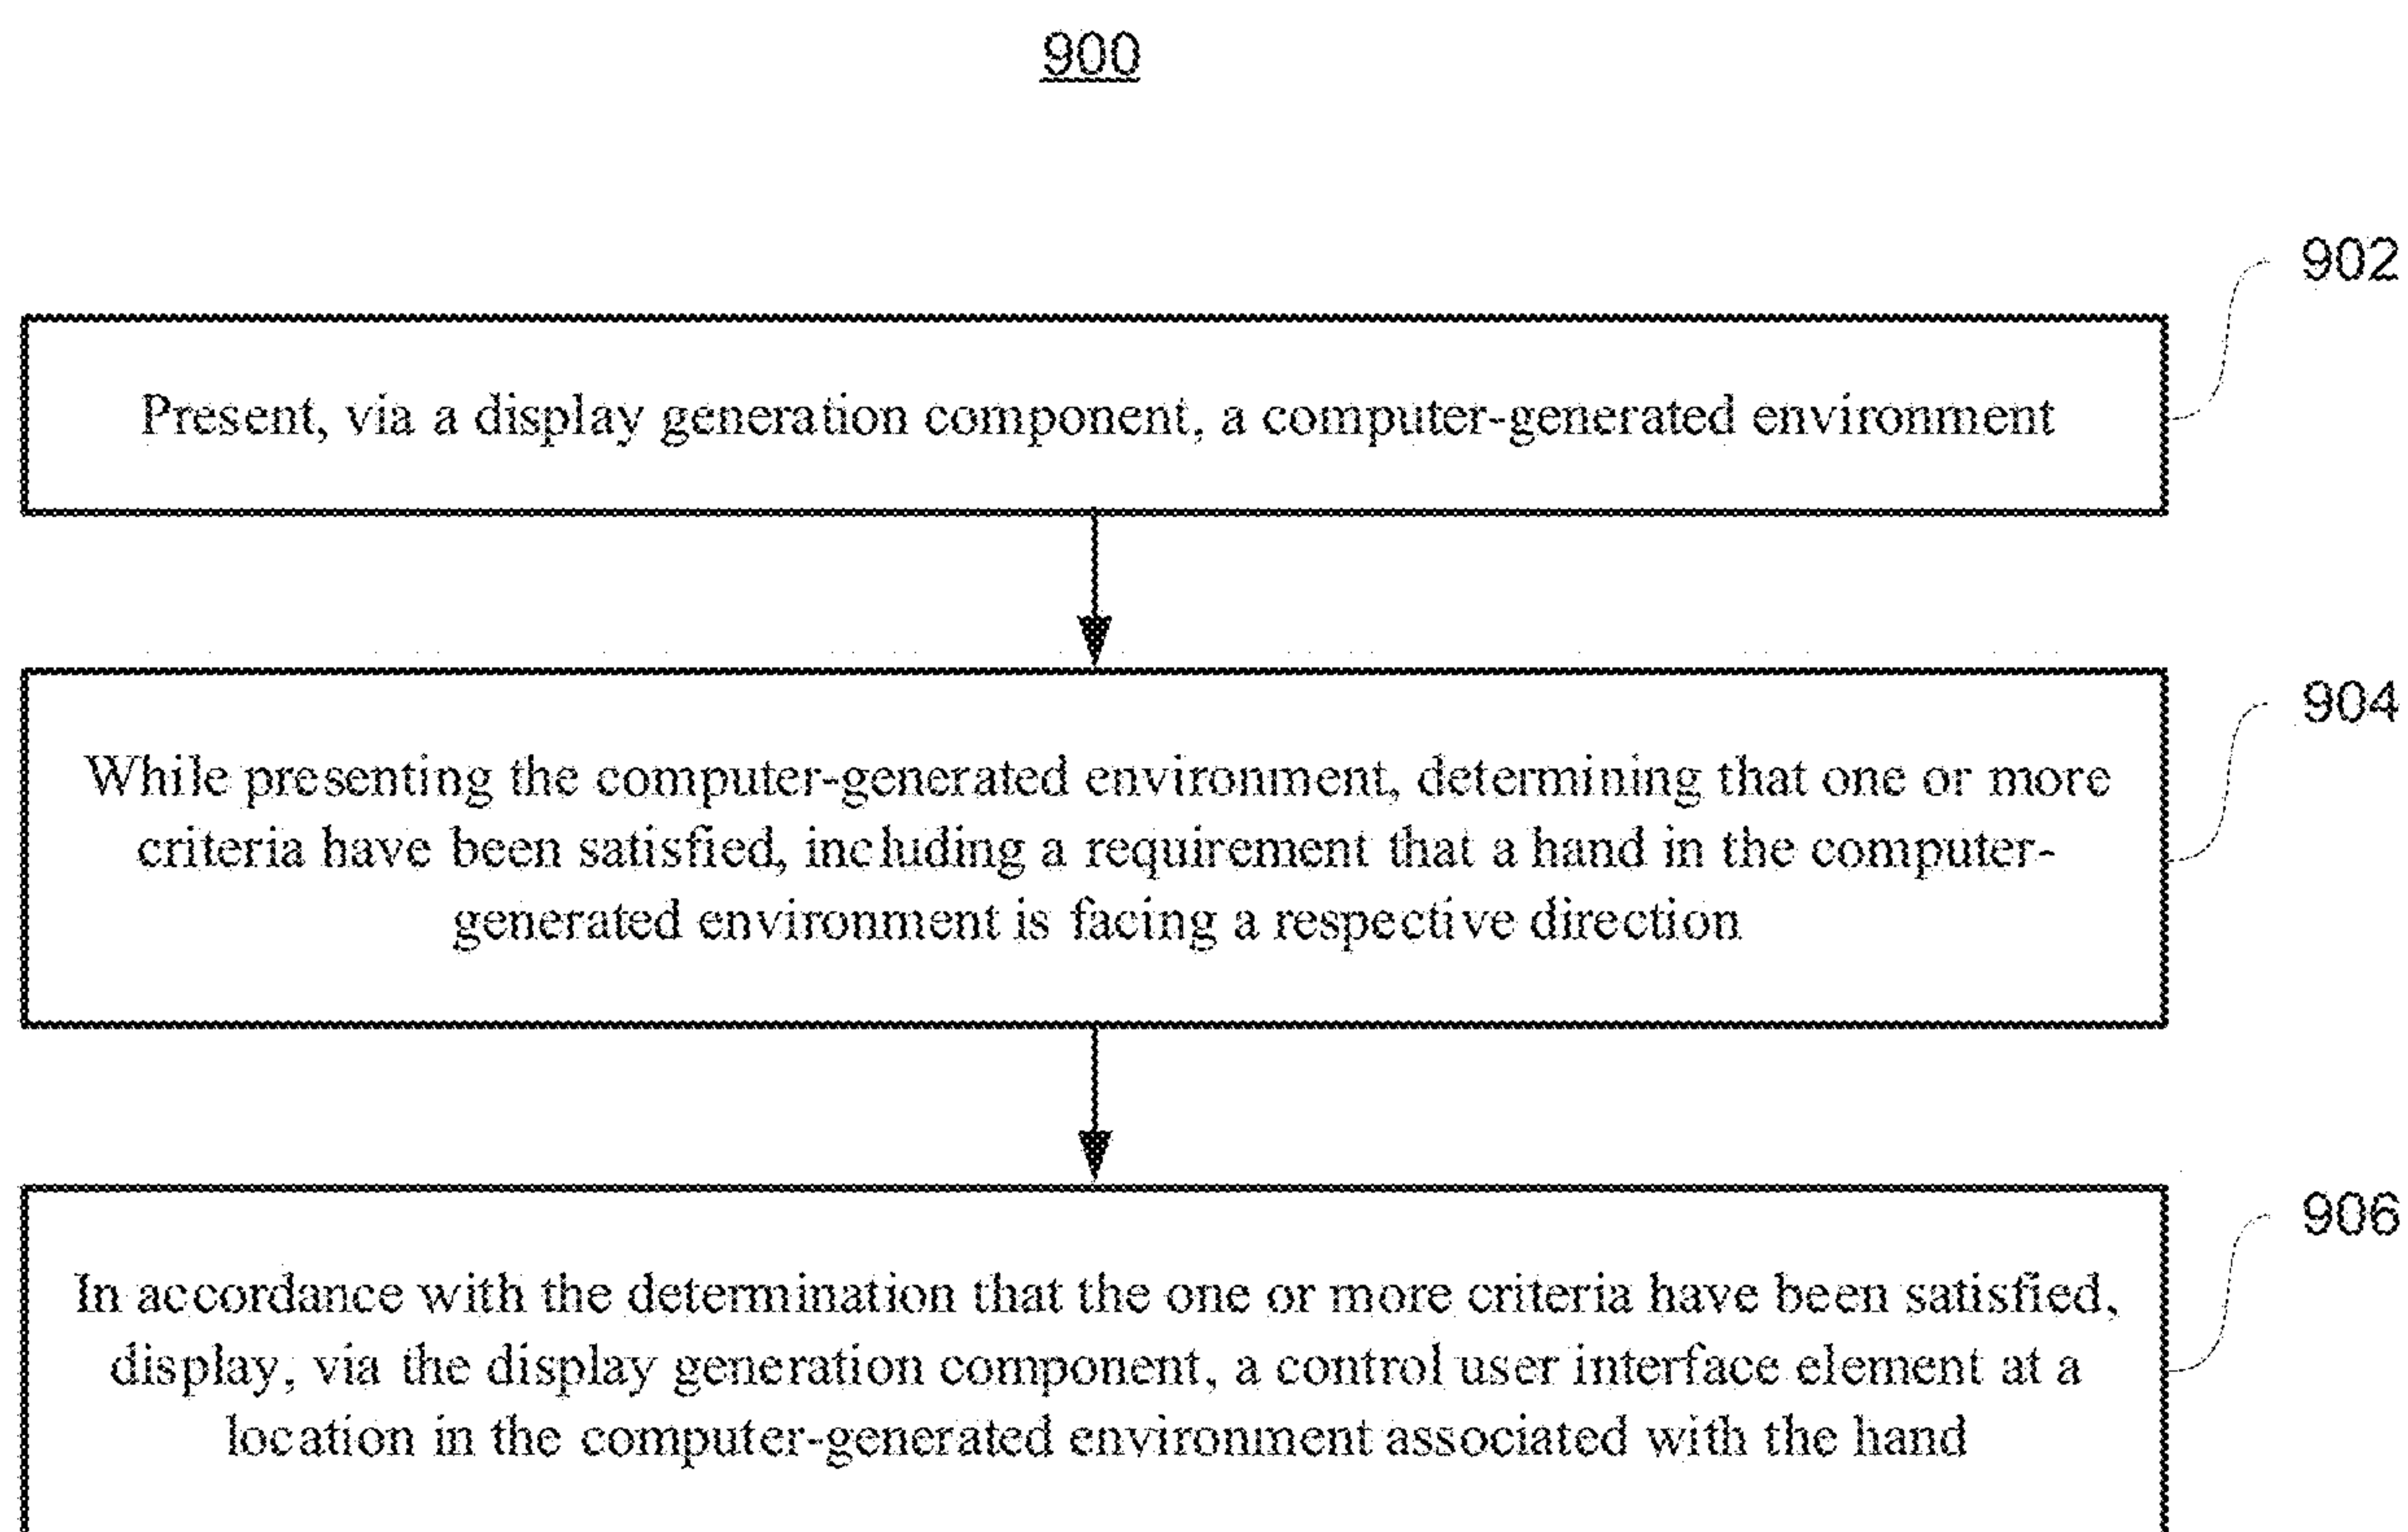 900
902
Present, via a display generation component, a computer-generated environment
904
While presenting the computer-generated environment, determining that one or more
criteria have been satisfied, including a requirement that a hand in the computer-
generated environment is facing a respective direction
906
In accordance with the determination that the one or more criteria have been satisfied,
display, via the display generation component, a control user interface element at a
location in the computer-generated environment associated with the hand